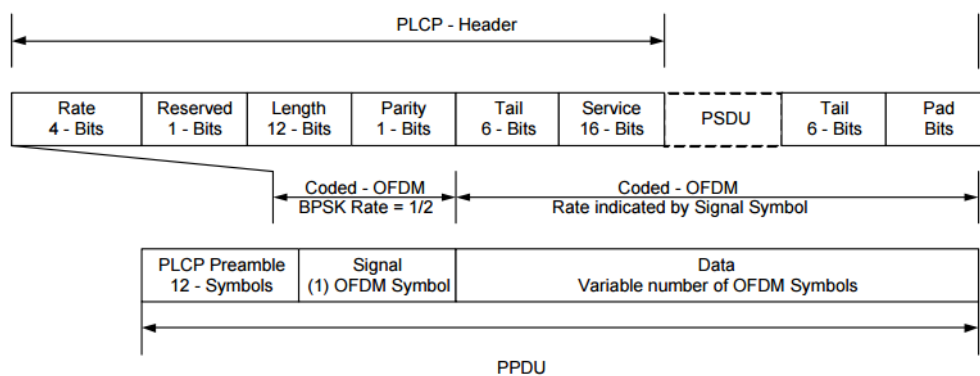 PLCP - Header
Rate
4 - Bits
Reserved
1 - Bits
Length
12 - Bits
Parity
1 - Bits
Tail
6 - Bits
Service
16 - Bits
PSDU
Tail
6 - Bits
Pad
Bits
Coded - OFDM
BPSK Rate = 1/2
Coded - OFDM
Rate indicated by Signal Symbol
PLCP Preamble
12 - Symbols
Signal
(1) OFDM Symbol
Data
Variable number of OFDM Symbols
PPDU